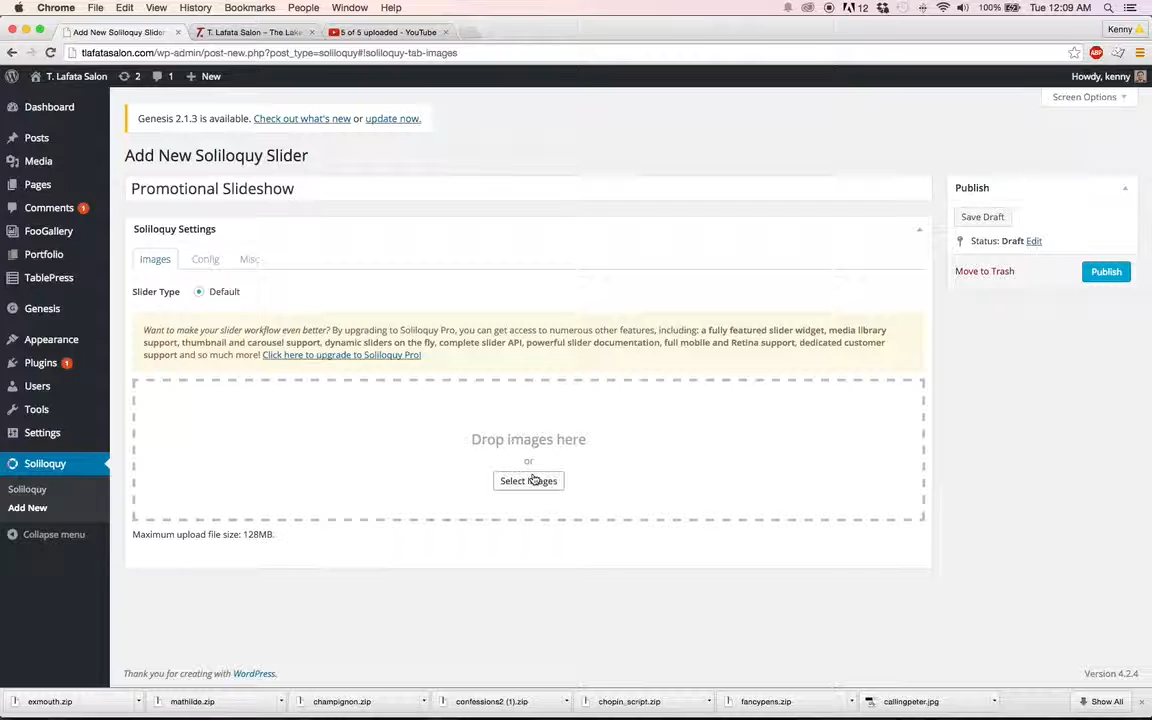 Chrome File Edit View History Bookmarks People Window Help
12 100% Tue 12:09 AM
Add New Soliloquy Slider
T. Lafata Salon – The Lake
5 of 5 uploaded - YouTube
Kenny
tlafatasalon.com/wp-admin/post-new.php?post_type=soliloquy#!soliloquy-tab-images
ABP
T. Lafata Salon 2 1 New
Howdy, kenny
Screen Options
Dashboard
Posts
Media
Pages
Comments 1
FooGallery
Portfolio
TablePress
Genesis
Appearance
Plugins 1
Users
Tools
Settings
Soliloquy
Soliloquy
Add New
Collapse menu
Genesis 2.1.3 is available. Check out what's new or update now.
Add New Soliloquy Slider
Promotional Slideshow
Soliloquy Settings
Images Config Misc
Slider Type Default
Want to make your slider workflow even better? By upgrading to Soliloquy Pro, you can get access to numerous other features, including: a fully featured slider widget, media library
support, thumbnail and carousel support, dynamic sliders on the fly, complete slider API, powerful slider documentation, full mobile and Retina support, dedicated customer
support and so much more! Click here to upgrade to Soliloquy Pro!
Drop images here
or
Select Images
Maximum upload file size: 128MB.
Publish
Save Draft
Status: Draft Edit
Move to Trash
Publish
Thank you for creating with WordPress.
Version 4.2.4
exmouth.zip
mathilde.zip
champignon.zip
confessions2 (1).zip
chopin_script.zip
fancypens.zip
callingpeter.jpg
Show All